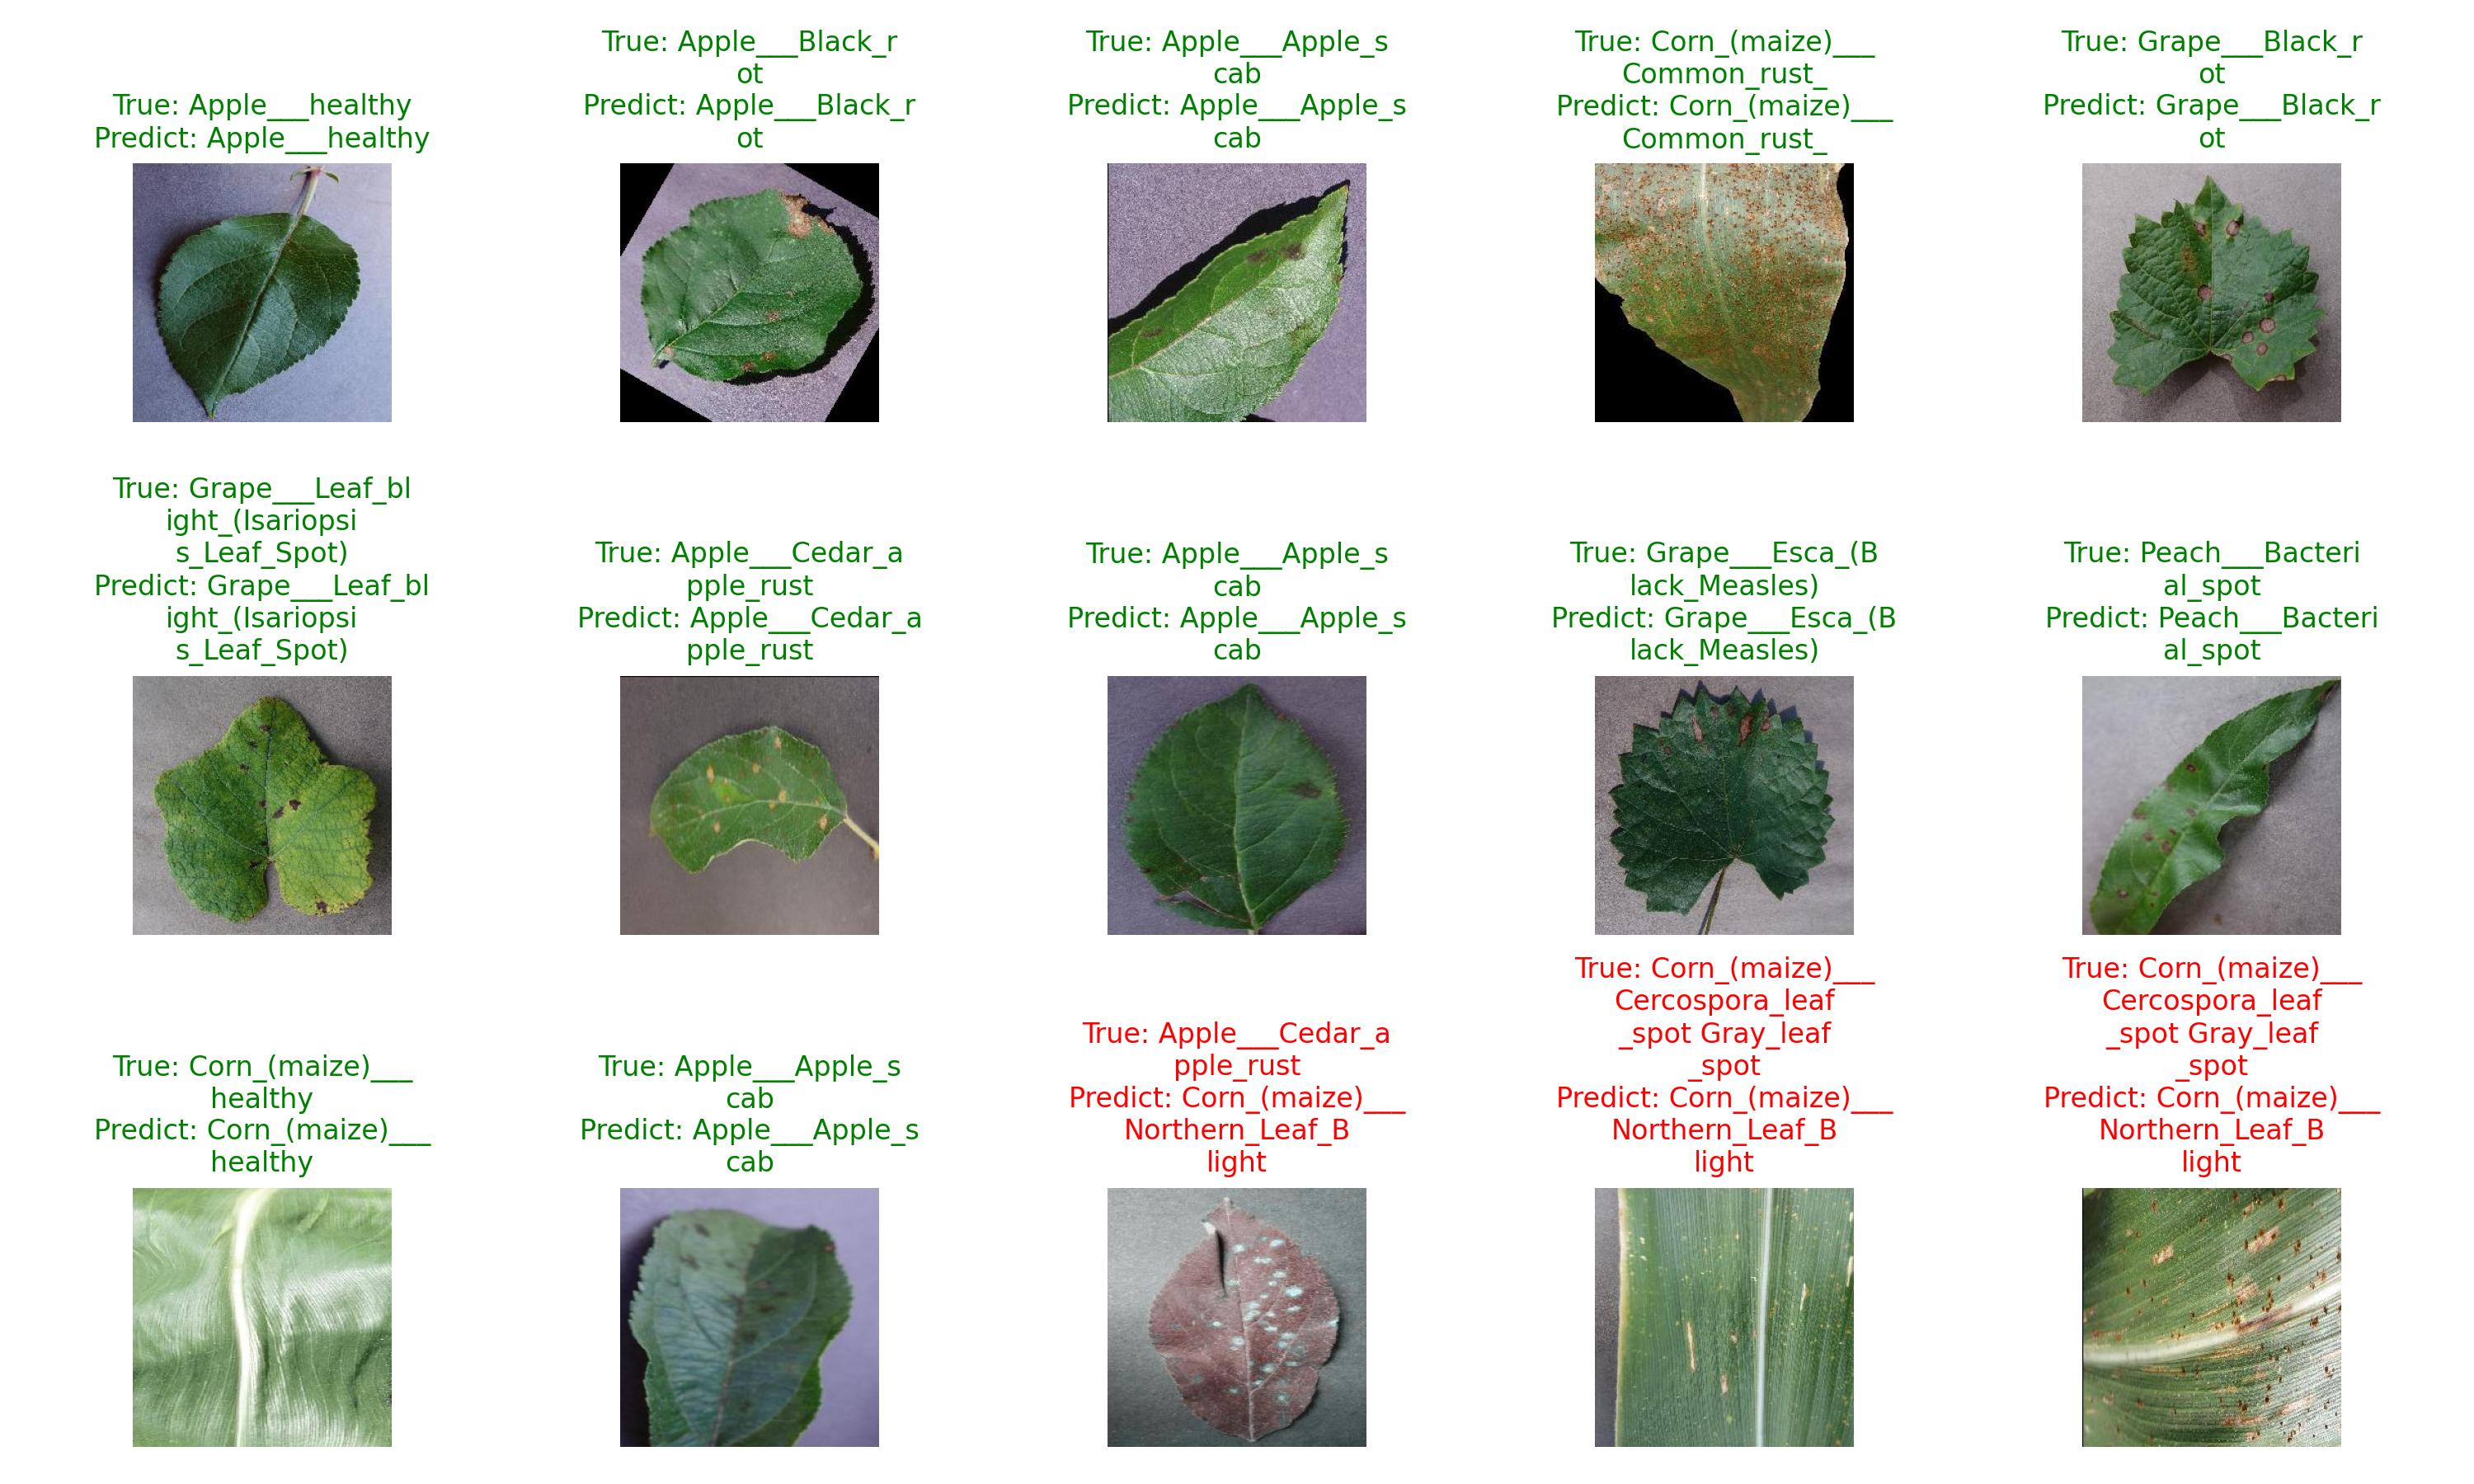 True: Apple___healthy
Predict: Apple___healthy
True: Apple___Black_r
ot
Predict: Apple___Black_r
ot
True: Apple___Apple_s
cab
Predict: Apple___Apple_s
cab
True: Corn_(maize)___
Common_rust_
Predict: Corn_(maize)___
Common_rust_
True: Grape___Black_r
ot
Predict: Grape___Black_r
ot
True: Grape___Leaf_bl
ight_(Isariopsi
s_Leaf_Spot)
Predict: Grape___Leaf_bl
ight_(Isariopsi
s_Leaf_Spot)
True: Apple___Cedar_a
pple_rust
Predict: Apple___Cedar_a
pple_rust
True: Apple___Apple_s
cab
Predict: Apple___Apple_s
cab
True: Grape___Esca_(B
lack_Measles)
Predict: Grape___Esca_(B
lack_Measles)
True: Peach___Bacteri
al_spot
Predict: Peach___Bacteri
al_spot
True: Corn_(maize)___
healthy
Predict: Corn_(maize)___
healthy
True: Apple___Apple_s
cab
Predict: Apple___Apple_s
cab
True: Apple___Cedar_a
pple_rust
Predict: Corn_(maize)___
Northern_Leaf_B
light
True: Corn_(maize)___
Cercospora_leaf
_spot Gray_leaf
_spot
Predict: Corn_(maize)___
Northern_Leaf_B
light
True: Corn_(maize)___
Cercospora_leaf
_spot Gray_leaf
_spot
Predict: Corn_(maize)___
Northern_Leaf_B
light